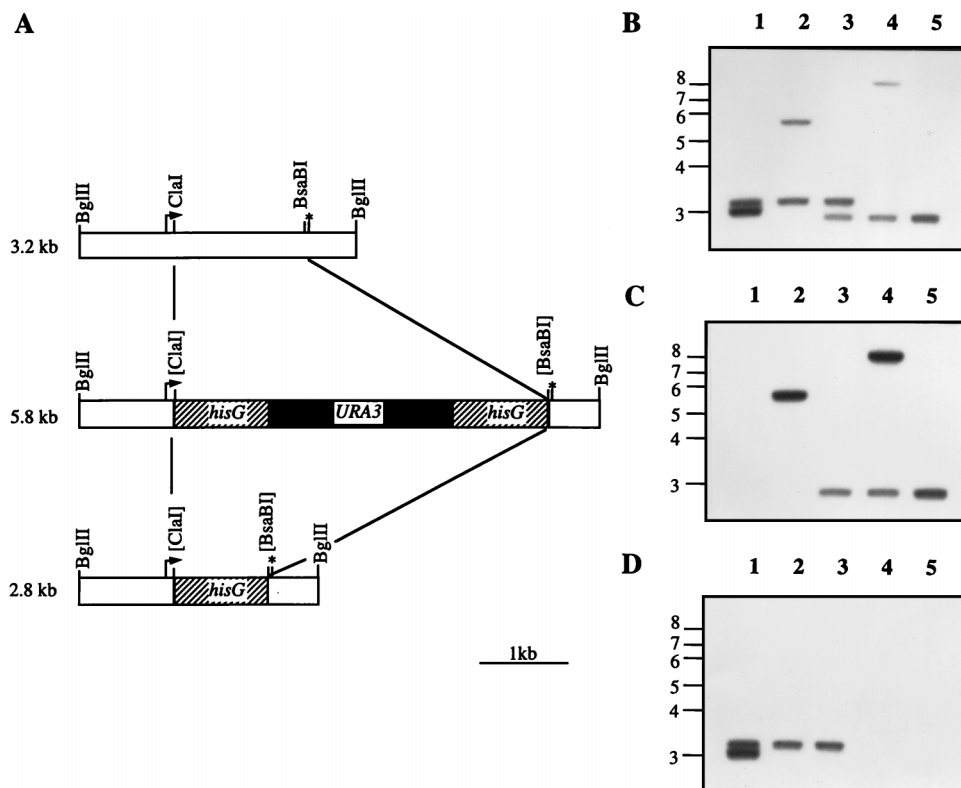 A
BglII
ClaI
BsaBI
*
BglII
3.2 kb
BglII
[ClaI]
[BsaBI]
*
BglII
5.8 kb
hisG
URA3
hisG
BglII
[ClaI]
[BsaBI]
*
BglII
2.8 kb
hisG
1kb
B
1 2 3 4 5
8
7
6
5
4
3
C
1 2 3 4 5
8
7
6
5
4
3
D
1 2 3 4 5
8
7
6
5
4
3